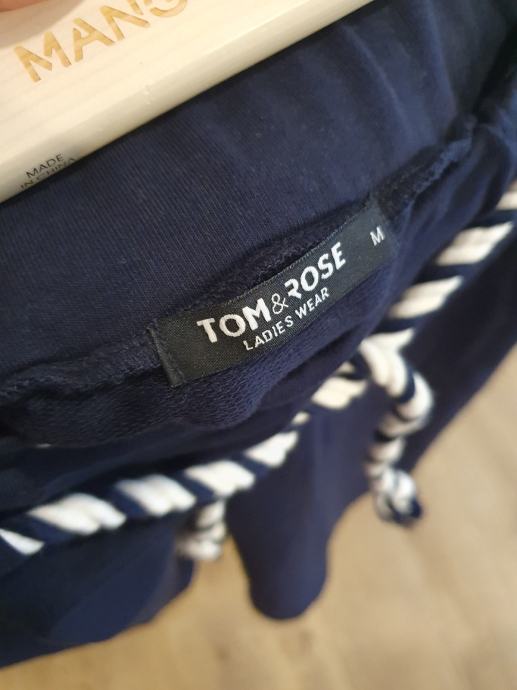 MANG
MADE
IN CHINA
TOM & ROSE
LADIES WEAR
M